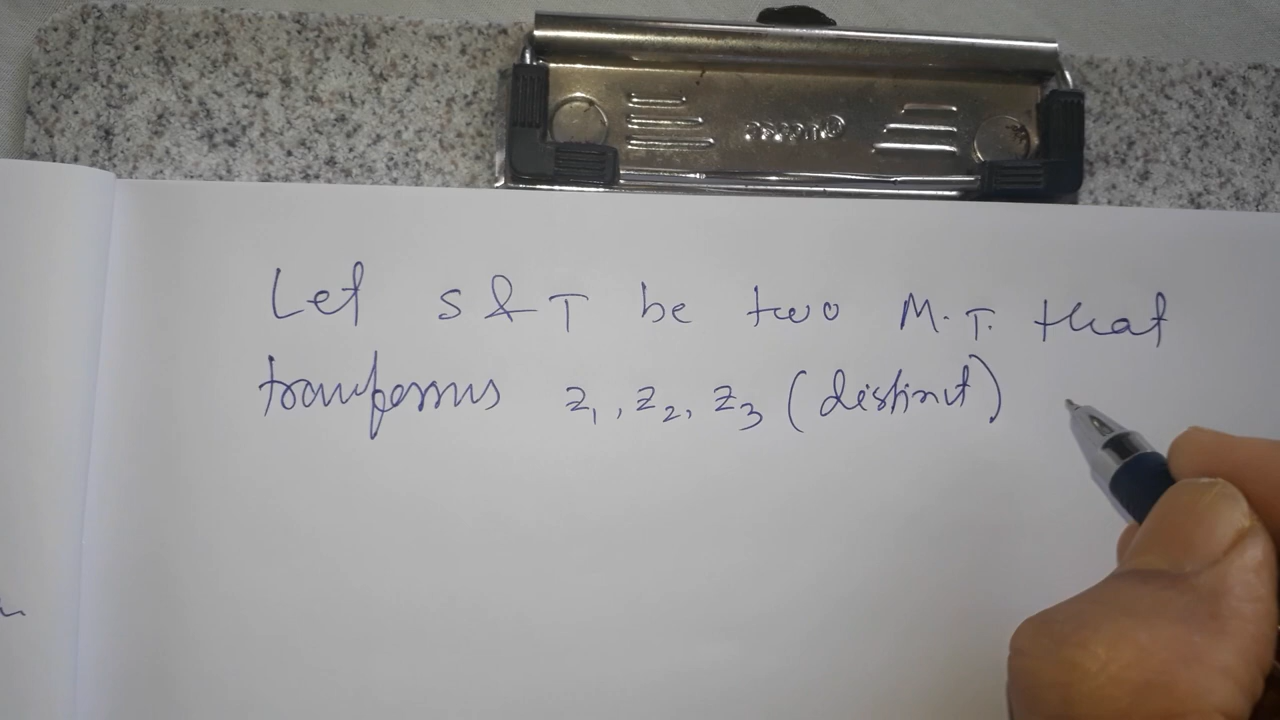 Let S & T be two M.T. that
transforms z₁, z₂, z₃ (distinct)